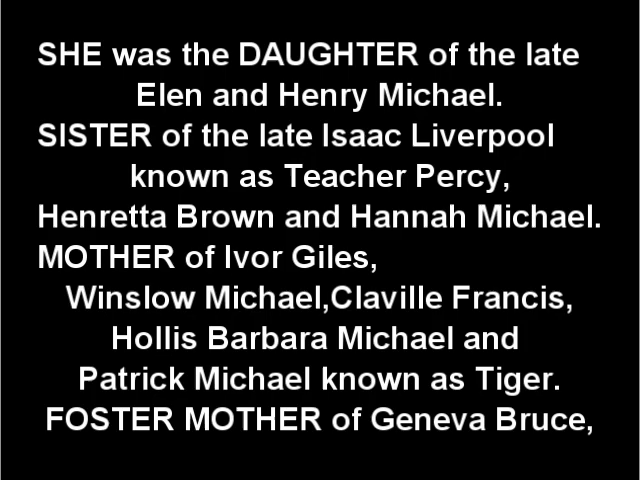 SHE was the DAUGHTER of the late
Elen and Henry Michael.
SISTER of the late Isaac Liverpool
known as Teacher Percy,
Henretta Brown and Hannah Michael.
MOTHER of Ivor Giles,
Winslow Michael,Claville Francis,
Hollis Barbara Michael and
Patrick Michael known as Tiger.
FOSTER MOTHER of Geneva Bruce,